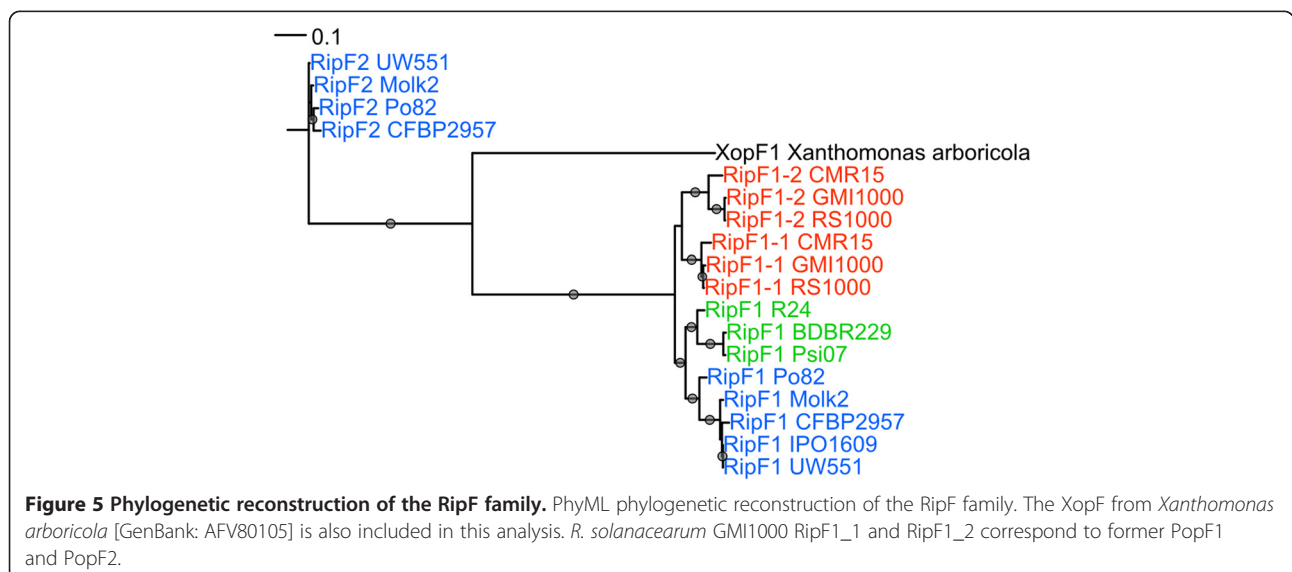 0.1
RipF2 UW551
RipF2 Molk2
RipF2 Po82
RipF2 CFBP2957
XopF1 Xanthomonas arboricola
RipF1-2 CMR15
RipF1-2 GMI1000
RipF1-2 RS1000
RipF1-1 CMR15
RipF1-1 GMI1000
RipF1-1 RS1000
RipF1 R24
RipF1 BDBR229
RipF1 Psi07
RipF1 Po82
RipF1 Molk2
RipF1 CFBP2957
RipF1 IPO1609
RipF1 UW551
Figure 5 Phylogenetic reconstruction of the RipF family. PhyML phylogenetic reconstruction of the RipF family. The XopF from Xanthomonas
arboricola [GenBank: AFV80105] is also included in this analysis. R. solanacearum GMI1000 RipF1_1 and RipF1_2 correspond to former PopF1
and PopF2.